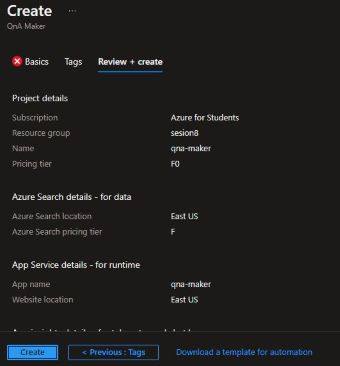 Create ...
QnA Maker
Basics Tags Review + create
Project details
Subscription Azure for Students
Resource group sesion8
Name qna-maker
Pricing tier F0
Azure Search details - for data
Azure Search location East US
Azure Search pricing tier F
App Service details - for runtime
App name qna-maker
Website location East US
Create < Previous : Tags Download a template for automation